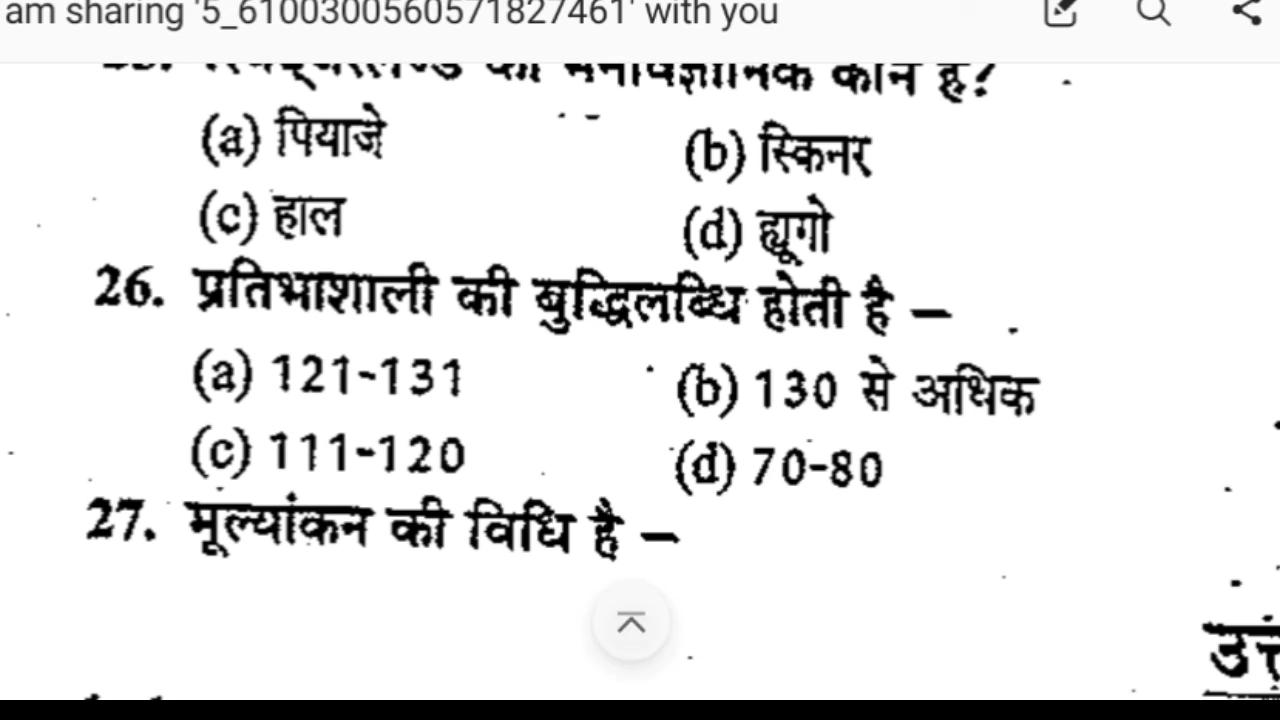 am sharing '5_6100300560571827461' with you
को मनोवैज्ञानिक कौन है?
(a) पियाजे (b) स्किनर
(c) हाल (d) ह्यूगो
26. प्रतिभाशाली की बुद्धिलब्धि होती है —
(a) 121-131 (b) 130 से अधिक
(c) 111-120 (d) 70-80
27. मूल्यांकन की विधि है —